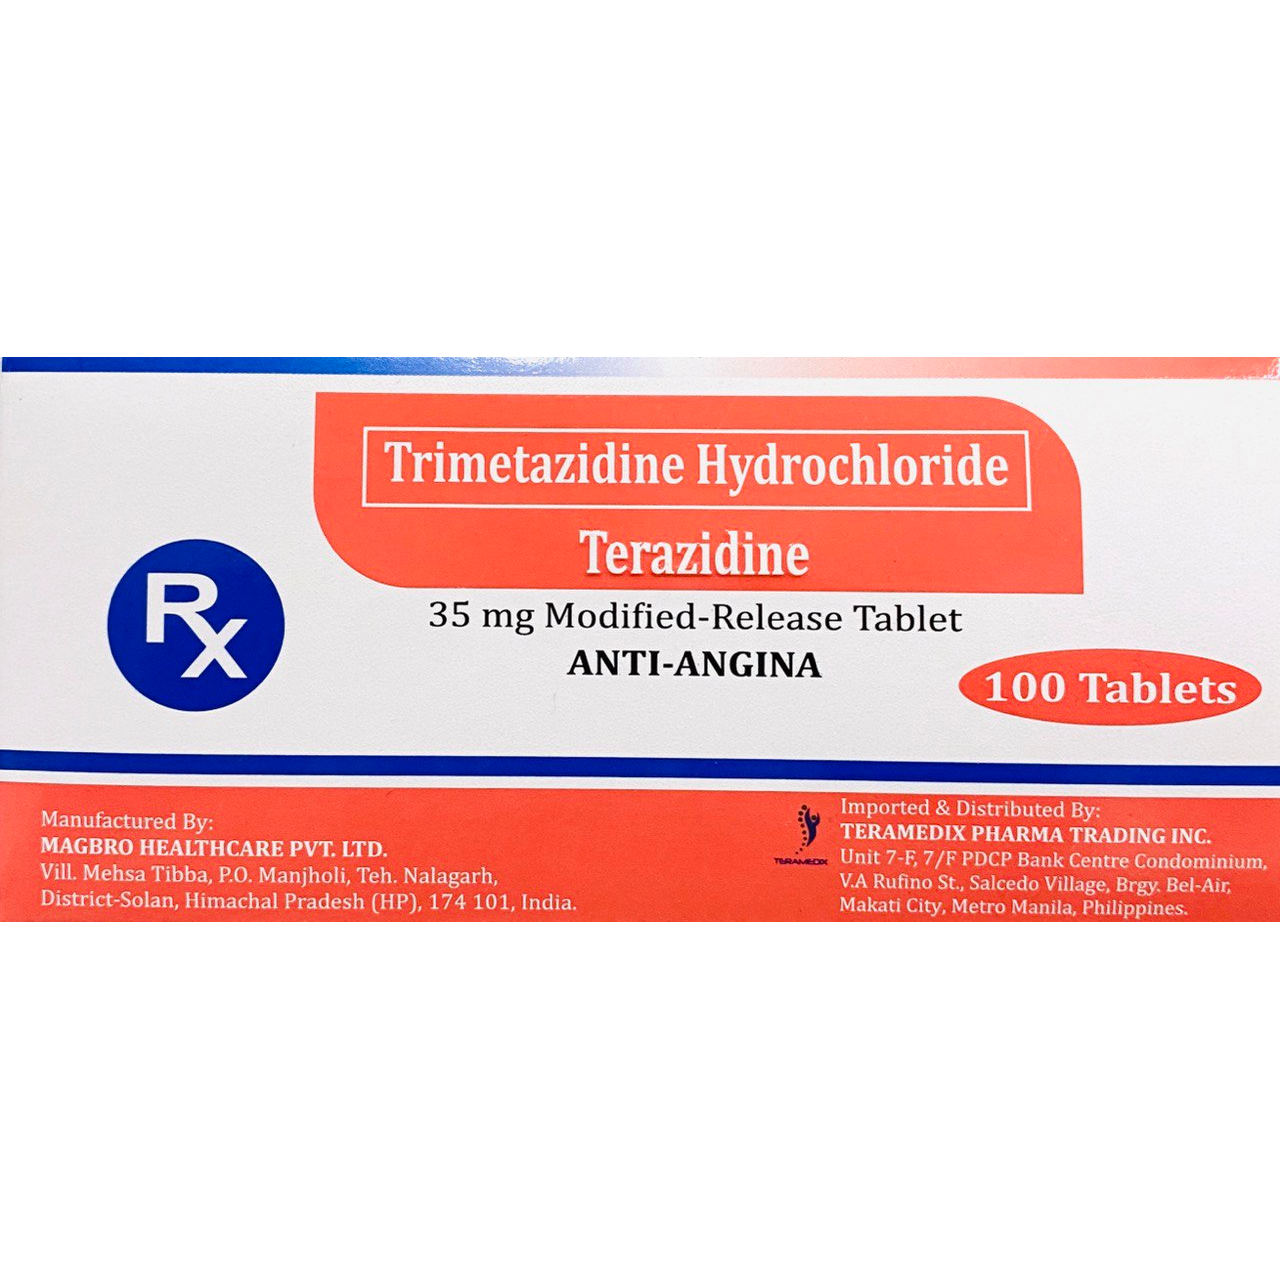 Trimetazidine Hydrochloride
Terazidine
35 mg Modified-Release Tablet
ANTI-ANGINA
Rx
100 Tablets
Manufactured By:
MAGBRO HEALTHCARE PVT. LTD.
Vill. Mehsa Tibba, P.O. Manjholi, Teh. Nalagarh,
District-Solan, Himachal Pradesh (HP), 174 101, India.
TERAMEDIX
Imported & Distributed By:
TERAMEDIX PHARMA TRADING INC.
Unit 7-F, 7/F PDCP Bank Centre Condominium,
V.A Rufino St., Salcedo Village, Brgy. Bel-Air,
Makati City, Metro Manila, Philippines.